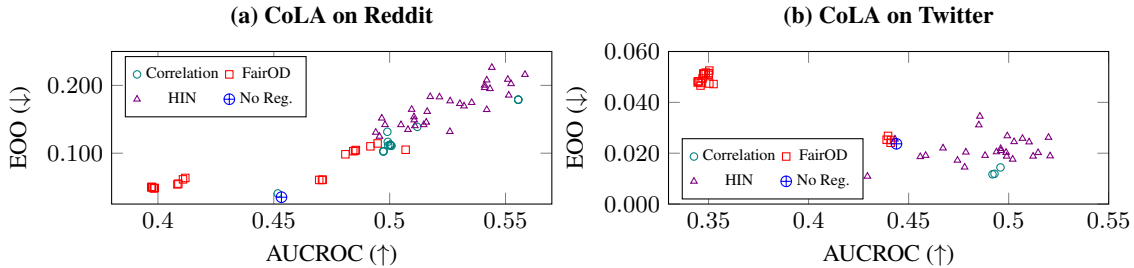 (a) CoLA on Reddit
EOO (↓)
0.200
0.100
Correlation FairOD
HIN No Reg.
0.4 0.45 0.5 0.55
AUCROC (↑)
(b) CoLA on Twitter
EOO (↓)
0.060
0.040
0.020
0.000
Correlation FairOD
HIN No Reg.
0.35 0.4 0.45 0.5 0.55
AUCROC (↑)